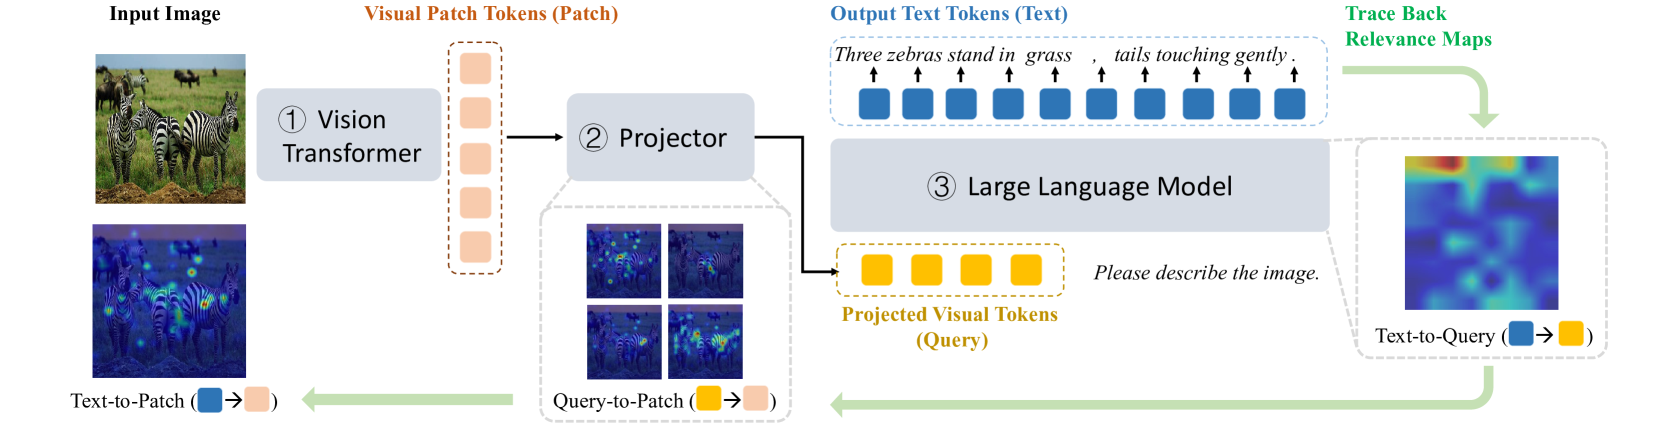 Input Image
Visual Patch Tokens (Patch)
Output Text Tokens (Text)
Trace Back
Relevance Maps
Three zebras stand in grass , tails touching gently .
① Vision
Transformer
② Projector
③ Large Language Model
Please describe the image.
Projected Visual Tokens
(Query)
Text-to-Query ( → )
Text-to-Patch ( → )
Query-to-Patch ( → )